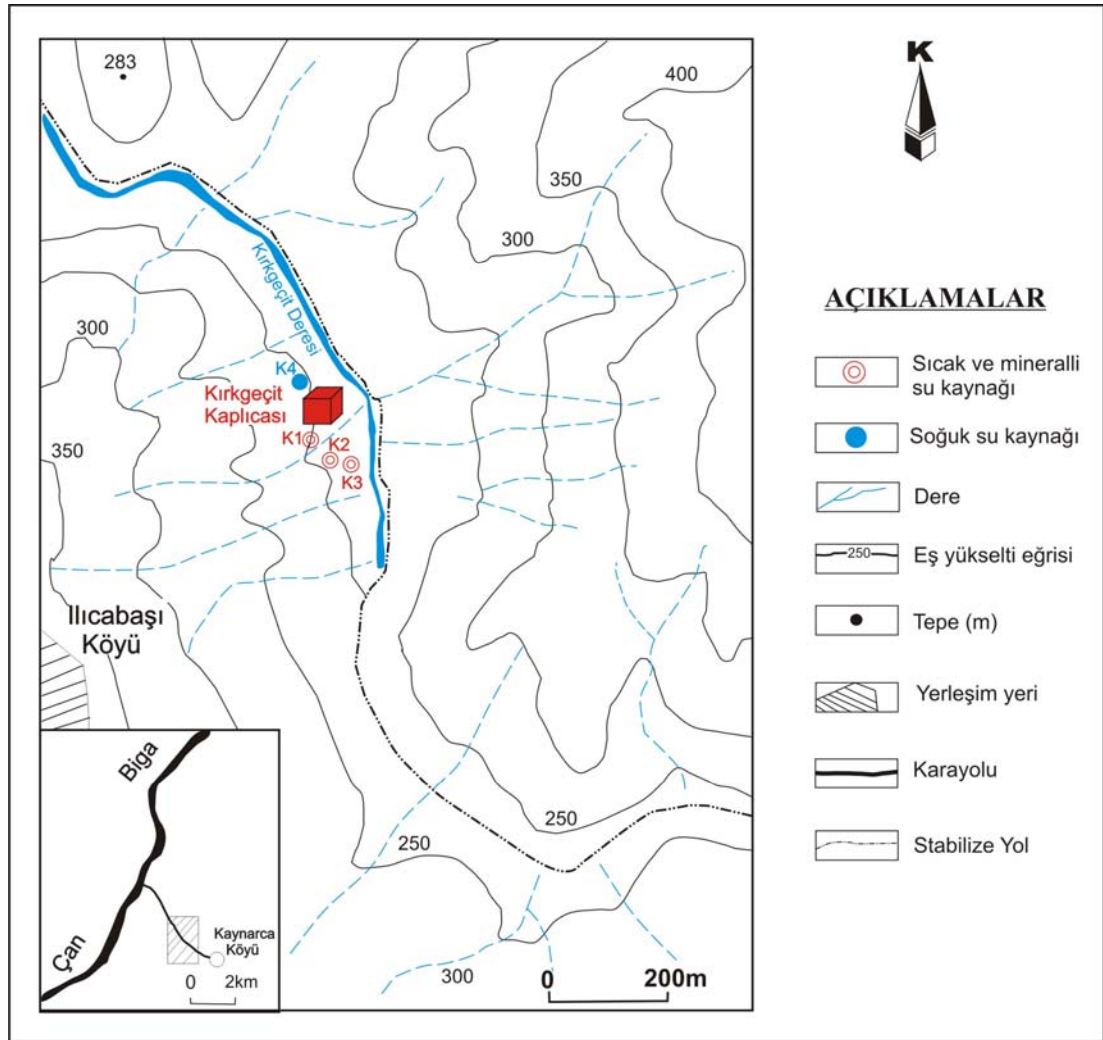 283
400
350
300
Kırkgeçit Deresi
300
K4
Kırkgeçit
Kaplıcası
K1
K2
K3
350
Ilıcabaşı
Köyü
250
250
300
0 200m
Biga
Çan
Kaynarca
Köyü
0 2km
K
AÇIKLAMALAR
Sıcak ve mineralli
su kaynağı
Soğuk su kaynağı
Dere
250
Eş yükselti eğrisi
Tepe (m)
Yerleşim yeri
Karayolu
Stabilize Yol